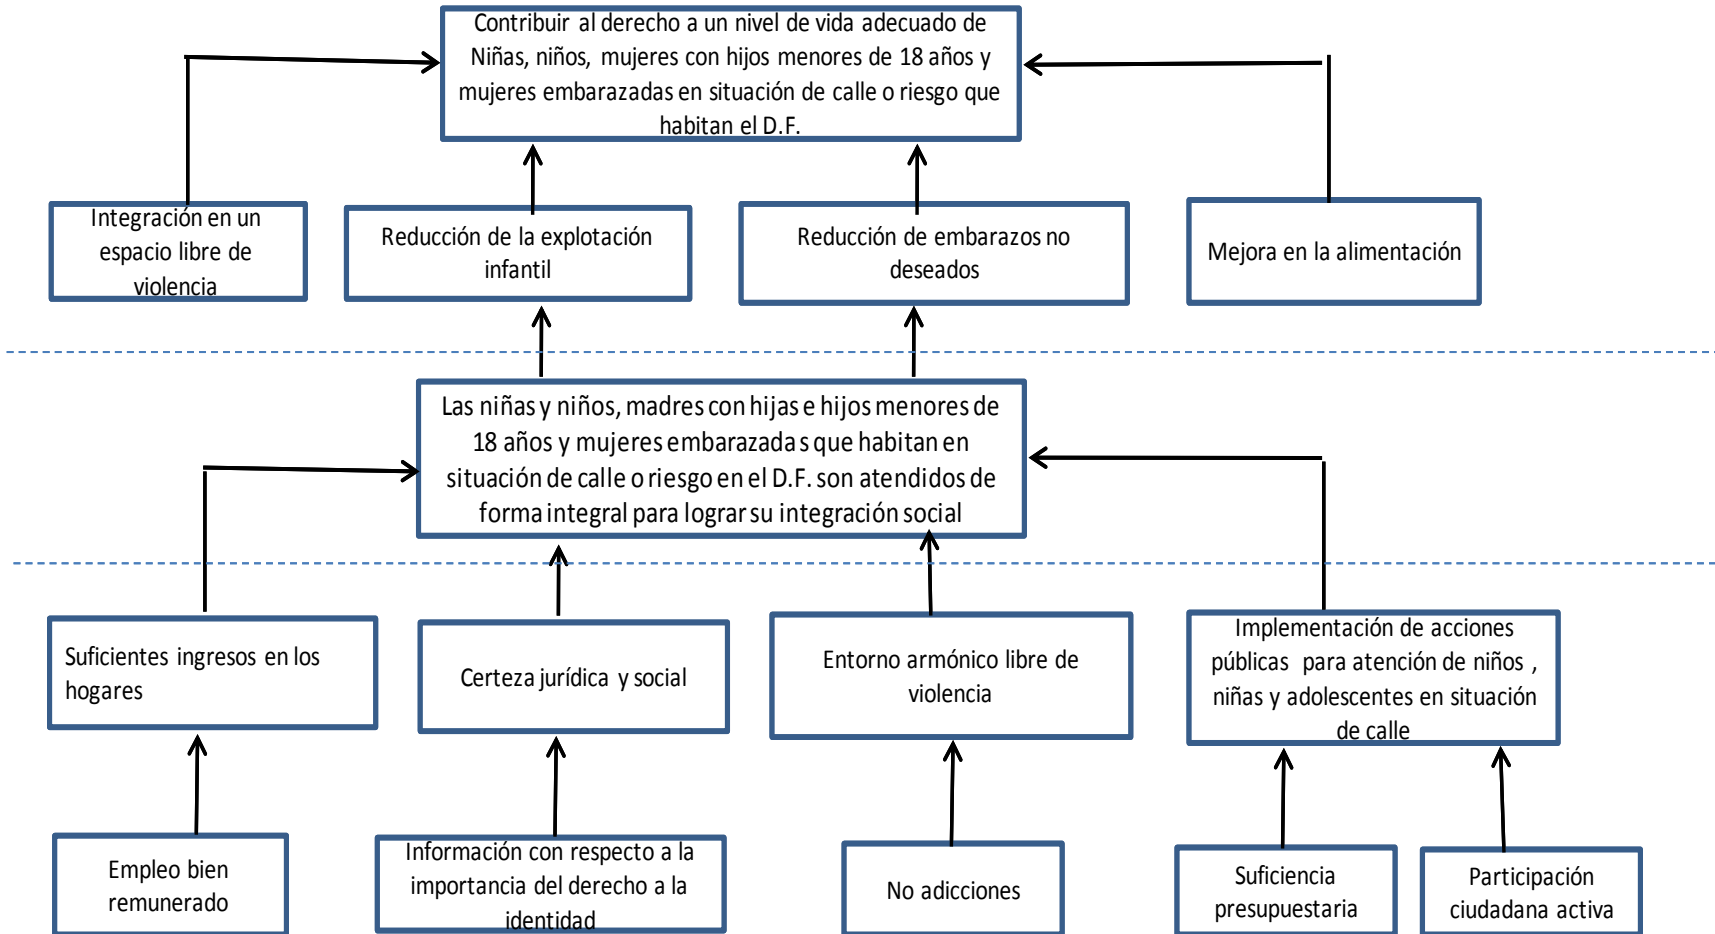 Contribuir al derecho a un nivel de vida adecuado de
Niñas, niños, mujeres con hijos menores de 18 años y
mujeres embarazadas en situación de calle o riesgo que
habitan el D.F.
Integración en un
espacio libre de
violencia
Reducción de la explotación
infantil
Reducción de embarazos no
deseados
Mejora en la alimentación
Las niñas y niños, madres con hijas e hijos menores de
18 años y mujeres embarazadas que habitan en
situación de calle o riesgo en el D.F. son atendidos de
forma integral para lograr su integración social
Suficientes ingresos en los
hogares
Certeza jurídica y social
Entorno armónico libre de
violencia
Implementación de acciones
públicas para atención de niños ,
niñas y adolescentes en situación
de calle
Empleo bien
remunerado
Información con respecto a la
importancia del derecho a la
identidad
No adicciones
Suficiencia
presupuestaria
Participación
ciudadana activa